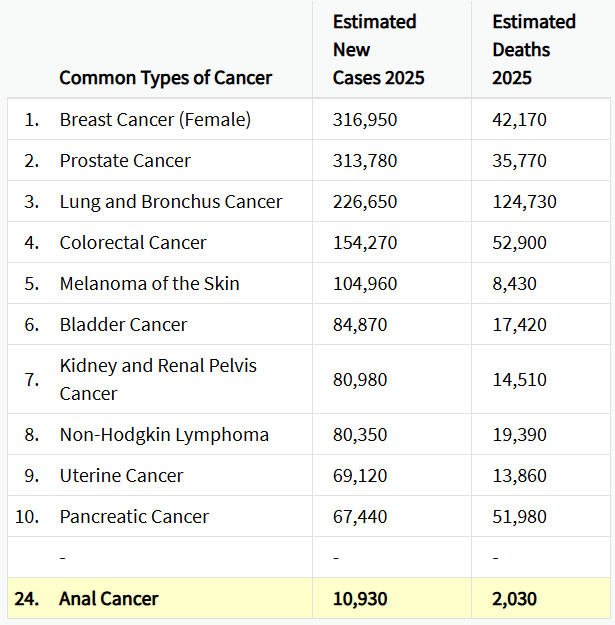 Common Types of Cancer Estimated New Cases 2025 Estimated Deaths 2025
1. Breast Cancer (Female) 316,950 42,170
2. Prostate Cancer 313,780 35,770
3. Lung and Bronchus Cancer 226,650 124,730
4. Colorectal Cancer 154,270 52,900
5. Melanoma of the Skin 104,960 8,430
6. Bladder Cancer 84,870 17,420
7. Kidney and Renal Pelvis Cancer 80,980 14,510
8. Non-Hodgkin Lymphoma 80,350 19,390
9. Uterine Cancer 69,120 13,860
10. Pancreatic Cancer 67,440 51,980
- - -
24. Anal Cancer 10,930 2,030